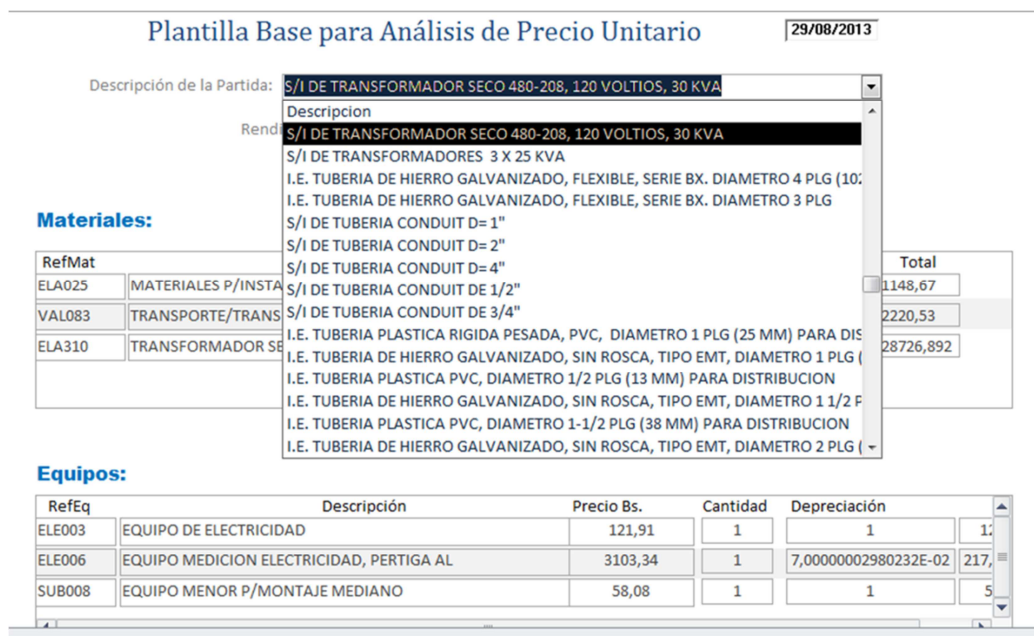 Plantilla Base para Análisis de Precio Unitario 29/08/2013
Descripción de la Partida: S/I DE TRANSFORMADOR SECO 480-208, 120 VOLTIOS, 30 KVA
Descripcion
Rendi S/I DE TRANSFORMADOR SECO 480-208, 120 VOLTIOS, 30 KVA
S/I DE TRANSFORMADORES 3 X 25 KVA
I.E. TUBERIA DE HIERRO GALVANIZADO, FLEXIBLE, SERIE BX. DIAMETRO 4 PLG (102
I.E. TUBERIA DE HIERRO GALVANIZADO, FLEXIBLE, SERIE BX. DIAMETRO 3 PLG
Materiales:
S/I DE TUBERIA CONDUIT D= 1"
S/I DE TUBERIA CONDUIT D= 2"
RefMat S/I DE TUBERIA CONDUIT D= 4" Total
ELA025 MATERIALES P/INSTA S/I DE TUBERIA CONDUIT DE 1/2" 1148,67
VAL083 TRANSPORTE/TRANS S/I DE TUBERIA CONDUIT DE 3/4" 2220,53
I.E. TUBERIA PLASTICA RIGIDA PESADA, PVC, DIAMETRO 1 PLG (25 MM) PARA DIS
ELA310 TRANSFORMADOR SE I.E. TUBERIA DE HIERRO GALVANIZADO, SIN ROSCA, TIPO EMT, DIAMETRO 1 PLG ( 28726,892
I.E. TUBERIA PLASTICA PVC, DIAMETRO 1/2 PLG (13 MM) PARA DISTRIBUCION
I.E. TUBERIA DE HIERRO GALVANIZADO, SIN ROSCA, TIPO EMT, DIAMETRO 1 1/2 P
I.E. TUBERIA PLASTICA PVC, DIAMETRO 1-1/2 PLG (38 MM) PARA DISTRIBUCION
I.E. TUBERIA DE HIERRO GALVANIZADO, SIN ROSCA, TIPO EMT, DIAMETRO 2 PLG (
Equipos:
RefEq Descripción Precio Bs. Cantidad Depreciación
ELE003 EQUIPO DE ELECTRICIDAD 121,91 1 1 12
ELE006 EQUIPO MEDICION ELECTRICIDAD, PERTIGA AL 3103,34 1 7,00000002980232E-02 217,
SUB008 EQUIPO MENOR P/MONTAJE MEDIANO 58,08 1 1 5